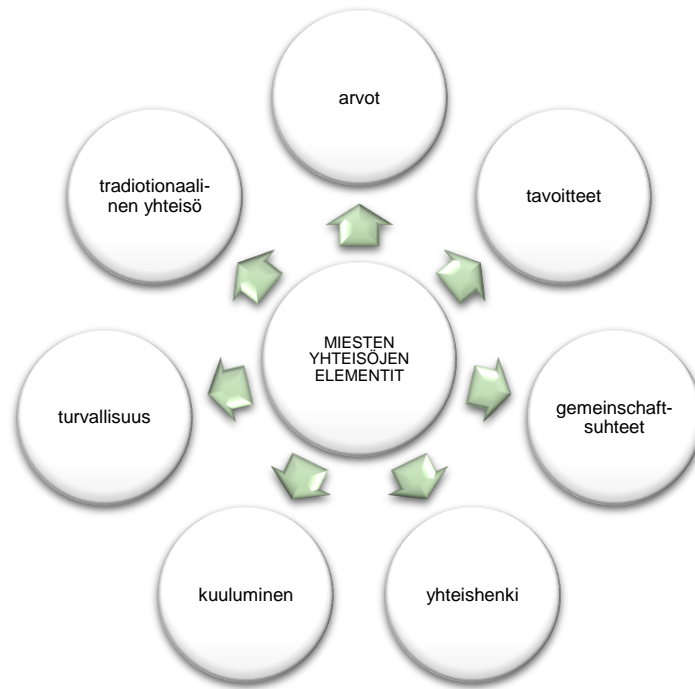 arvot
tavoitteet
gemeinschaft-
suhteet
yhteishenki
kuuluminen
turvallisuus
tradiotionaali-
nen yhteisö
MIESTEN
YHTEISÖJEN
ELEMENTIT